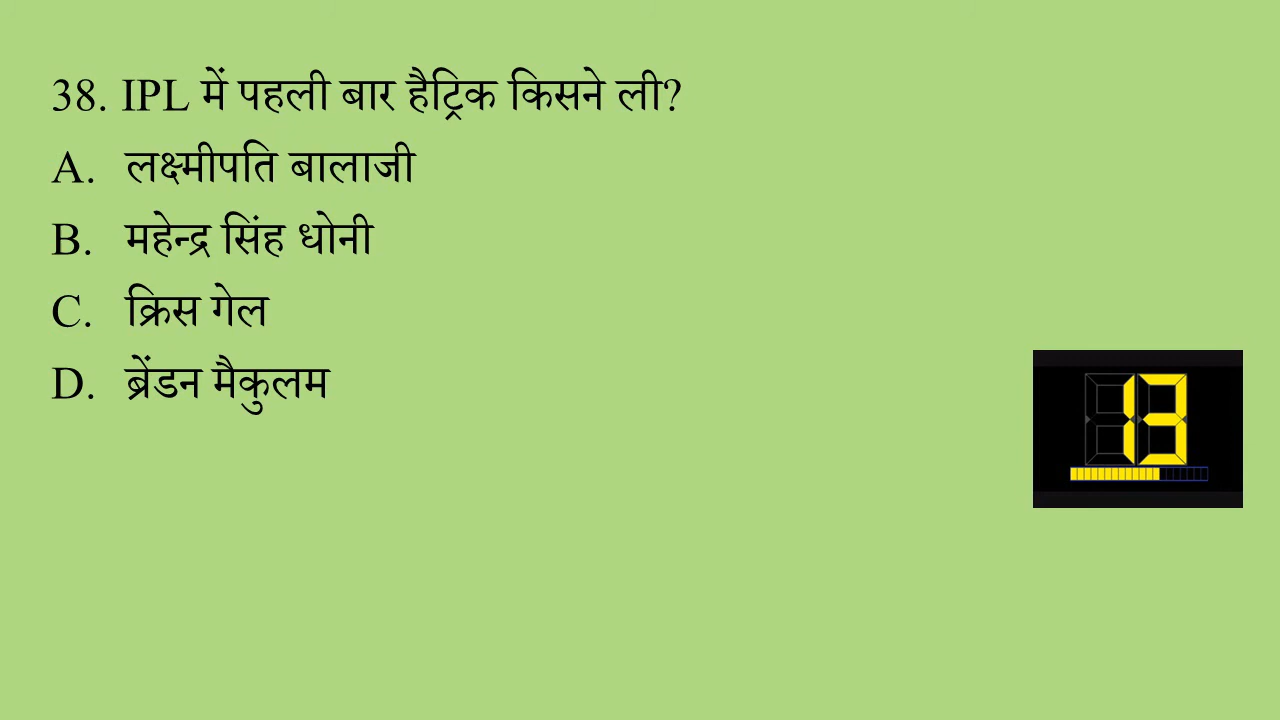 38. IPL में पहली बार हैट्रिक किसने ली?
A. लक्ष्मीपति बालाजी
B. महेन्द्र सिंह धोनी
C. क्रिस गेल
D. ब्रेंडन मैकुलम
13